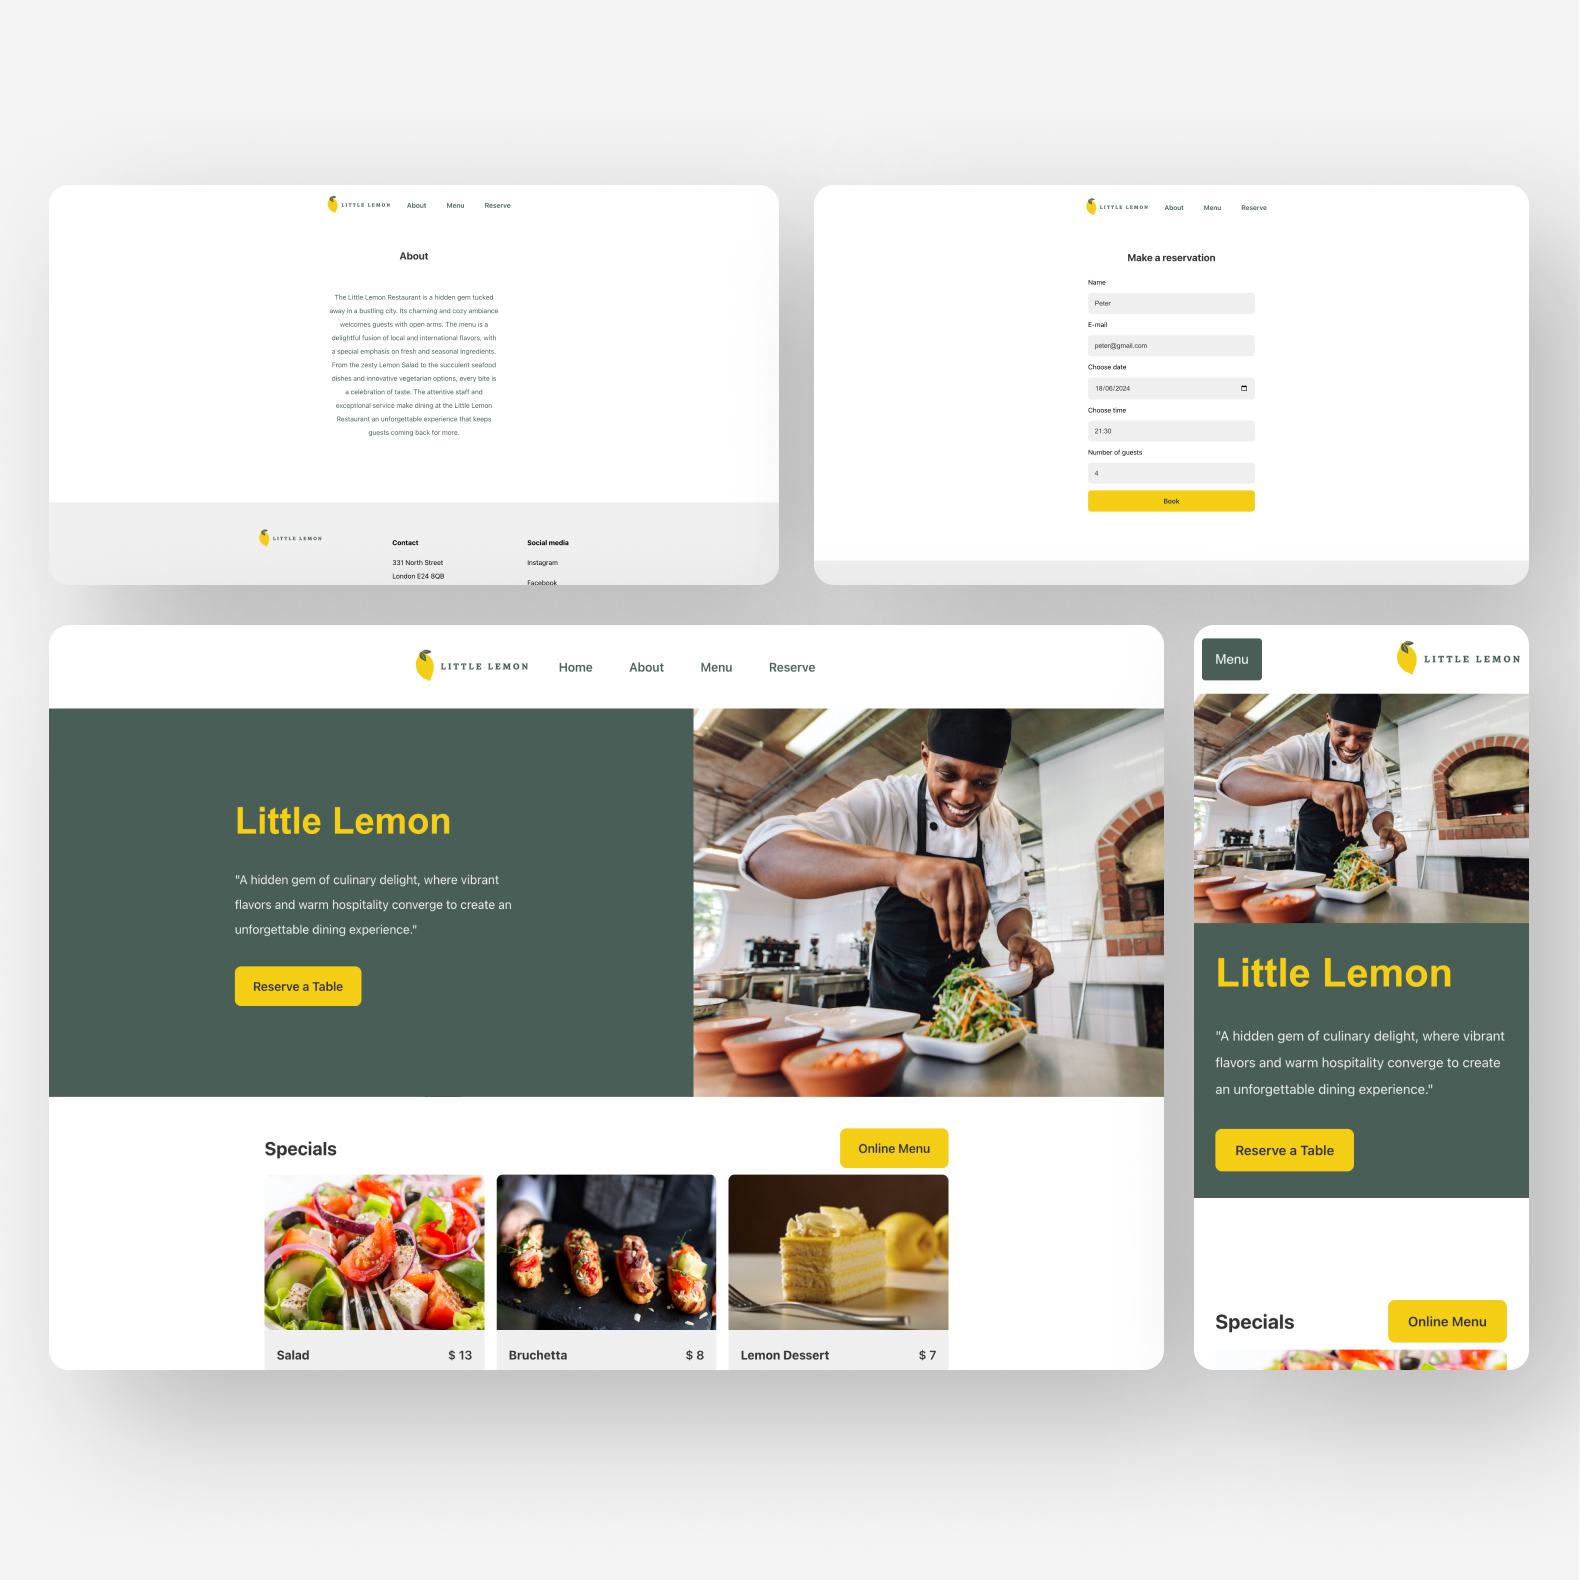 LITTLE LEMON About Menu Reserve
About
The Little Lemon Restaurant is a hidden gem tucked
away in a bustling city. Its charming and cozy ambiance
welcomes guests with open arms. The menu is a
delightful fusion of local and international flavors, with
a special emphasis on fresh and seasonal ingredients.
From the zesty Lemon Salad to the succulent seafood
dishes and innovative vegetarian options, every bite is
a celebration of taste. The attentive staff and
exceptional service make dining at the Little Lemon
Restaurant an unforgettable experience that keeps
guests coming back for more.
LITTLE LEMON
Contact
331 North Street
London E24 8QB
Social media
Instagram
Facebook
LITTLE LEMON About Menu Reserve
Make a reservation
Name
Peter
E-mail
peter@gmail.com
Choose date
18/06/2024
Choose time
21:30
Number of guests
4
Book
LITTLE LEMON Home About Menu Reserve
Little Lemon
"A hidden gem of culinary delight, where vibrant
flavors and warm hospitality converge to create an
unforgettable dining experience."
Reserve a Table
Specials
Online Menu
Salad $ 13
Bruchetta $ 8
Lemon Dessert $ 7
Menu
LITTLE LEMON
Little Lemon
"A hidden gem of culinary delight, where vibrant
flavors and warm hospitality converge to create
an unforgettable dining experience."
Reserve a Table
Specials
Online Menu